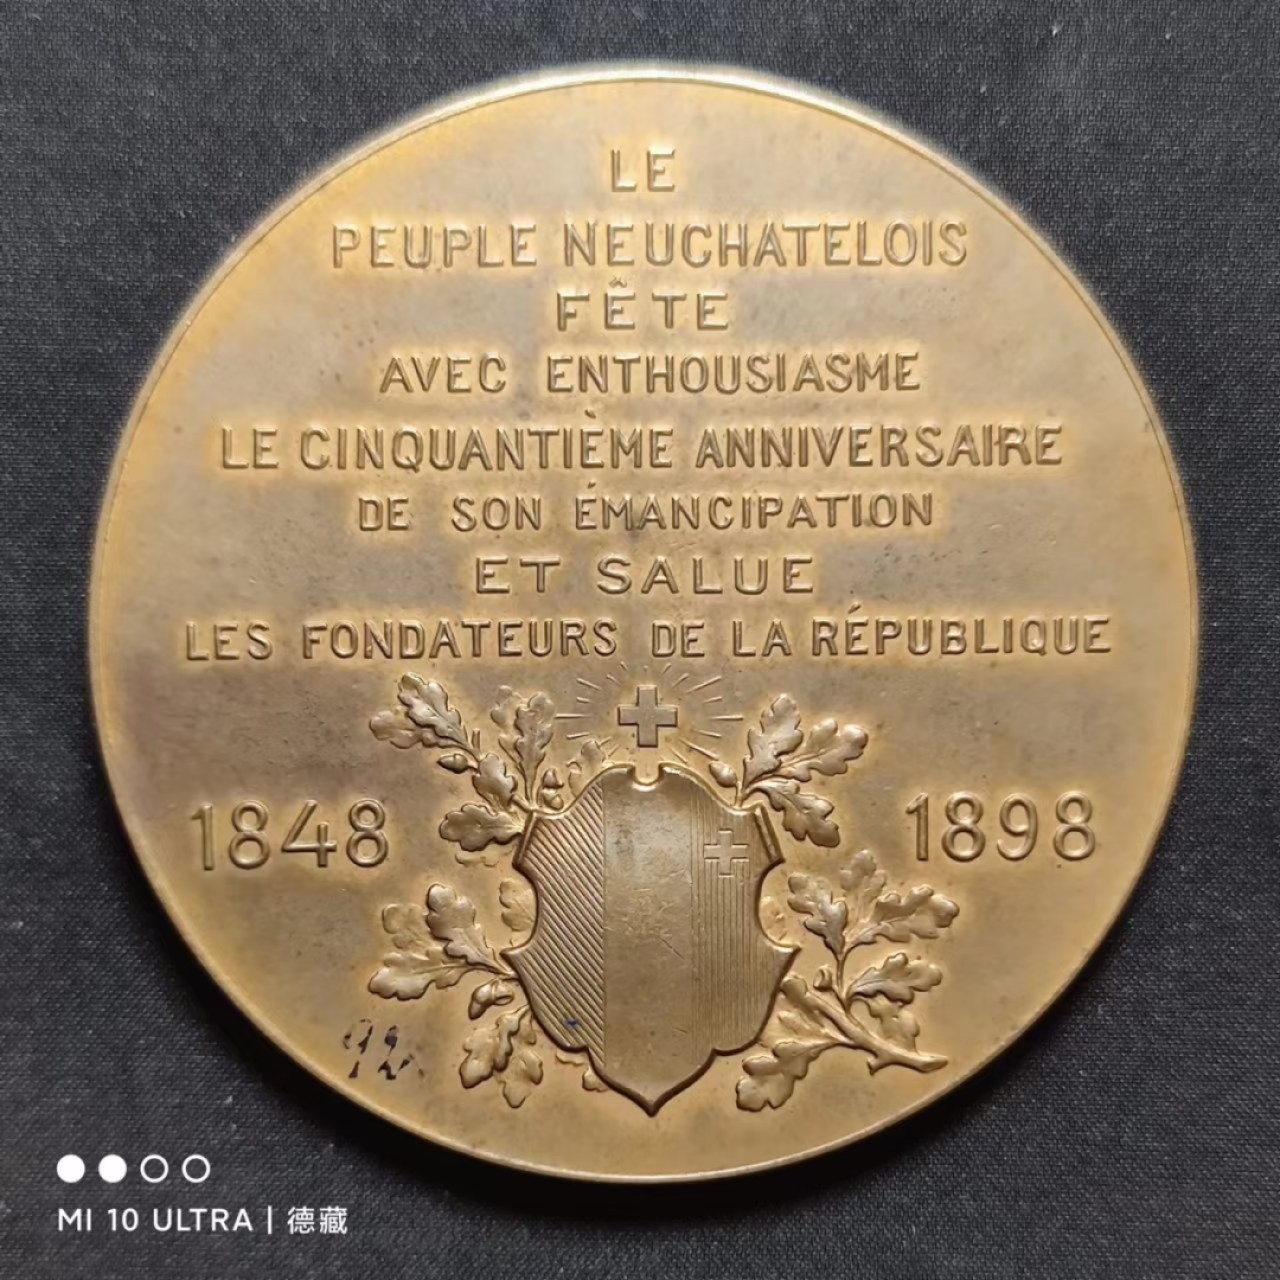 LE
PEUPLE NEUCHATELOIS
FÊTE
AVEC ENTHOUSIASME
LE CINQUANTIÈME ANNIVERSAIRE
DE SON ÉMANCIPATION
ET SALUE
LES FONDATEURS DE LA RÉPUBLIQUE
1848 1898
92
MI 10 ULTRA | 德藏